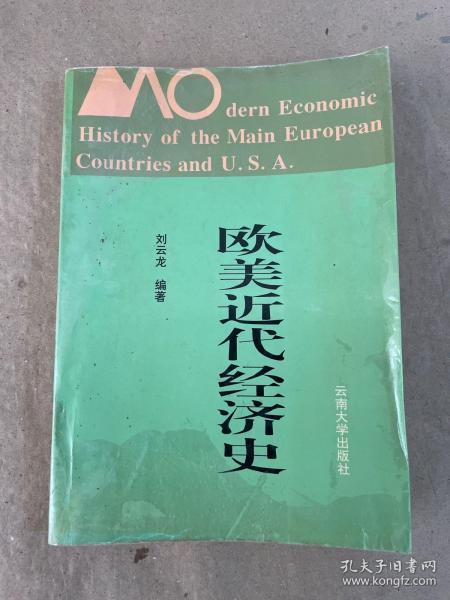 Modern Economic
History of the Main European
Countries and U.S.A.
欧美近代经济史
刘云龙 编著
云南大学出版社
孔夫子旧书网
www.kongfz.com